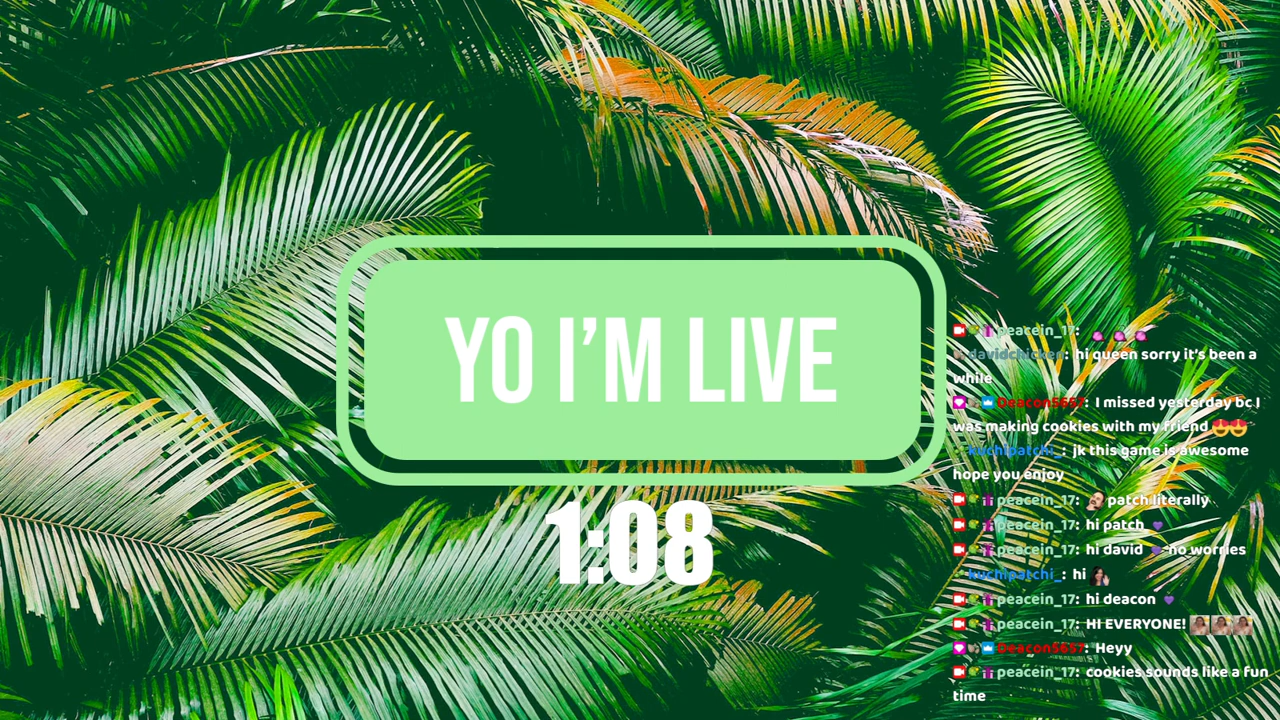 YO I’M LIVE
1:08
peacein_17:
davidchicken: hi queen sorry it's been a
while
Deacon5657: I missed yesterday bc I
was making cookies with my friend 😍😍
kuchipatchi_: jk this game is awesome
hope you enjoy
peacein_17: patch literally
peacein_17: hi patch 💜
peacein_17: hi david 💜 no worries
kuchipatchi_: hi
peacein_17: hi deacon 💜
peacein_17: HI EVERYONE!
Deacon5657: Heyy
peacein_17: cookies sounds like a fun
time